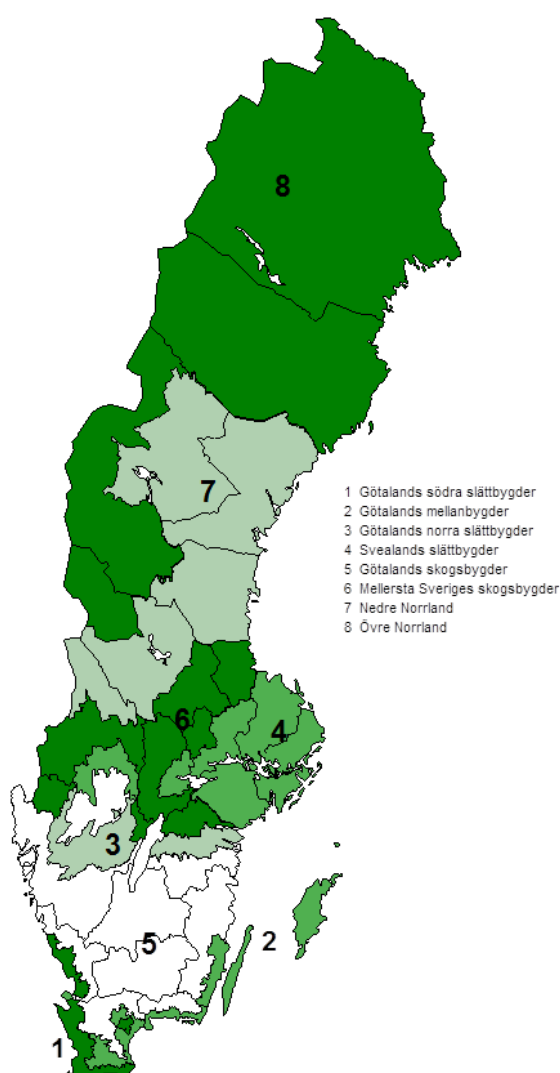 8
7
1 Götalands södra slättbygder
2 Götalands mellanbygder
3 Götalands norra slättbygder
4 Svealands slättbygder
5 Götalands skogsbygder
6 Mellersta Sveriges skogsbygder
7 Nedre Norrland
8 Övre Norrland
6
4
3
5
2
1